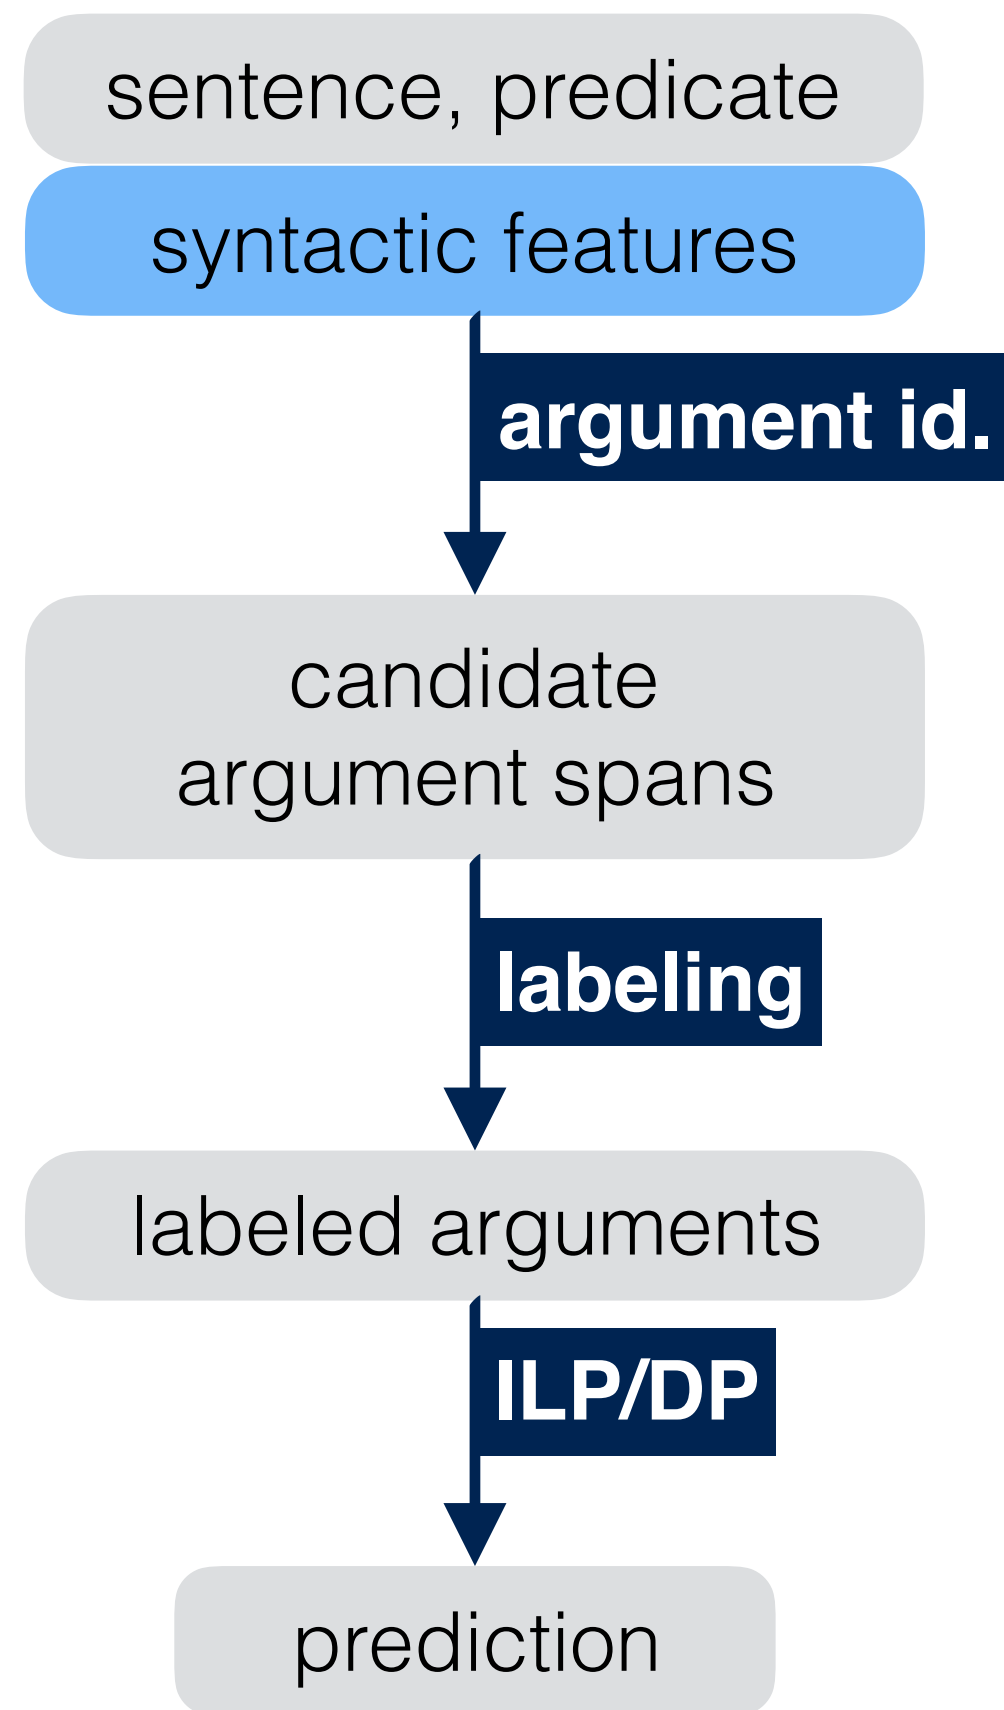 sentence, predicate
syntactic features
argument id.
candidate
argument spans
labeling
labeled arguments
ILP/DP
prediction